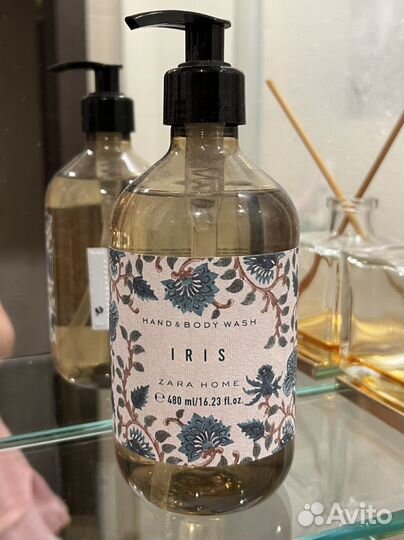 HAND & BODY WASH
IRIS
ZARA HOME
℮ 480 ml/16.23 fl.oz.
Avito